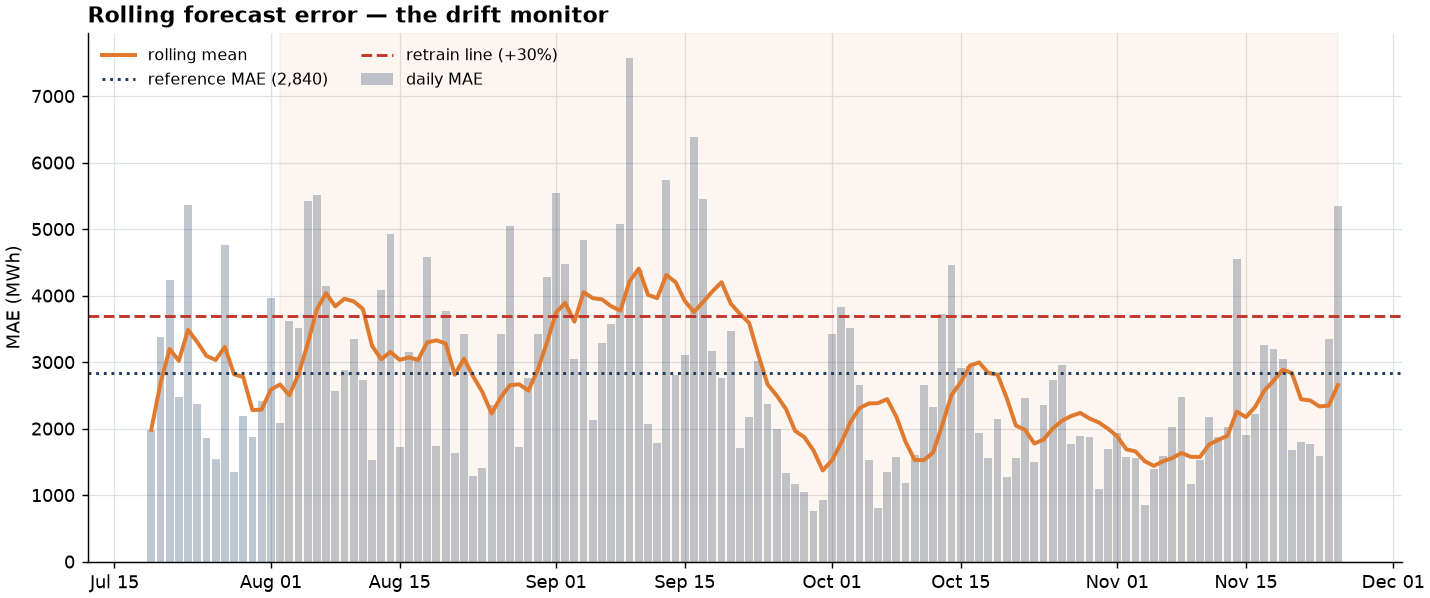 Rolling forecast error — the drift monitor
rolling mean
reference MAE (2,840)
retrain line (+30%)
daily MAE
MAE (MWh)
7000
6000
5000
4000
3000
2000
1000
0
Jul 15
Aug 01
Aug 15
Sep 01
Sep 15
Oct 01
Oct 15
Nov 01
Nov 15
Dec 01